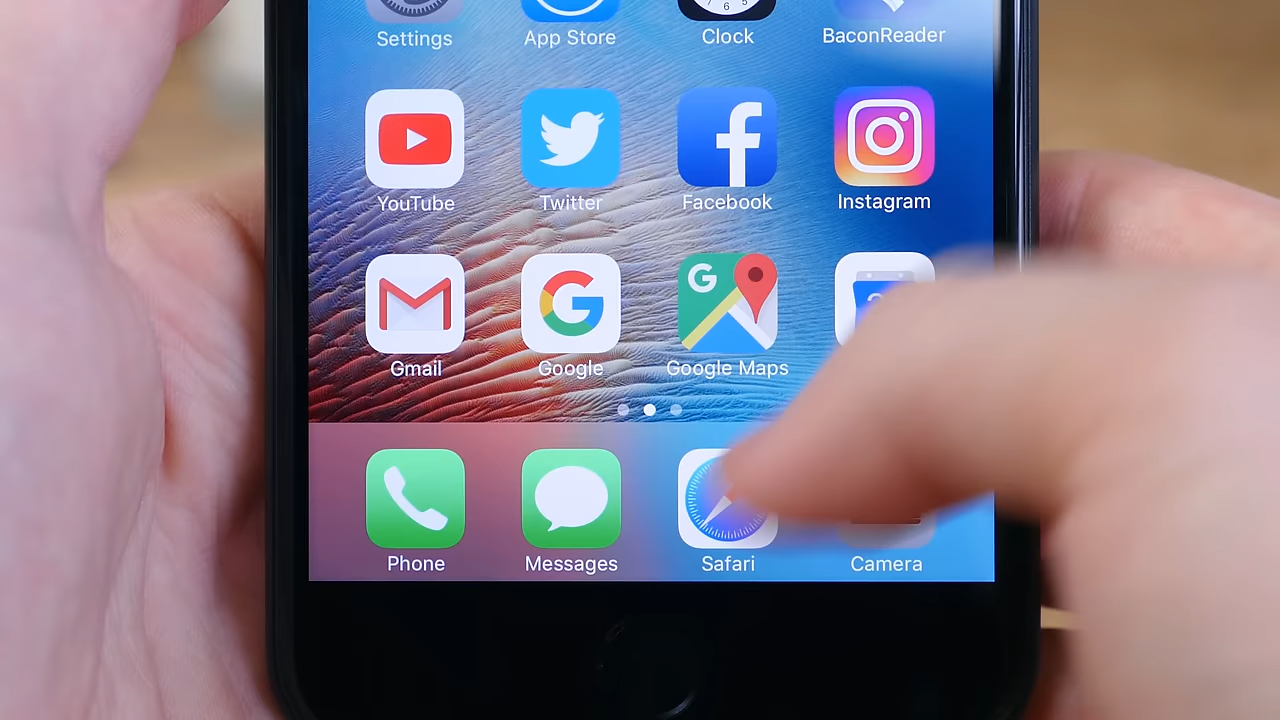 Settings App Store Clock BaconReader
YouTube Twitter Facebook Instagram
G
Gmail Google Google Maps
Phone Messages Safari Camera